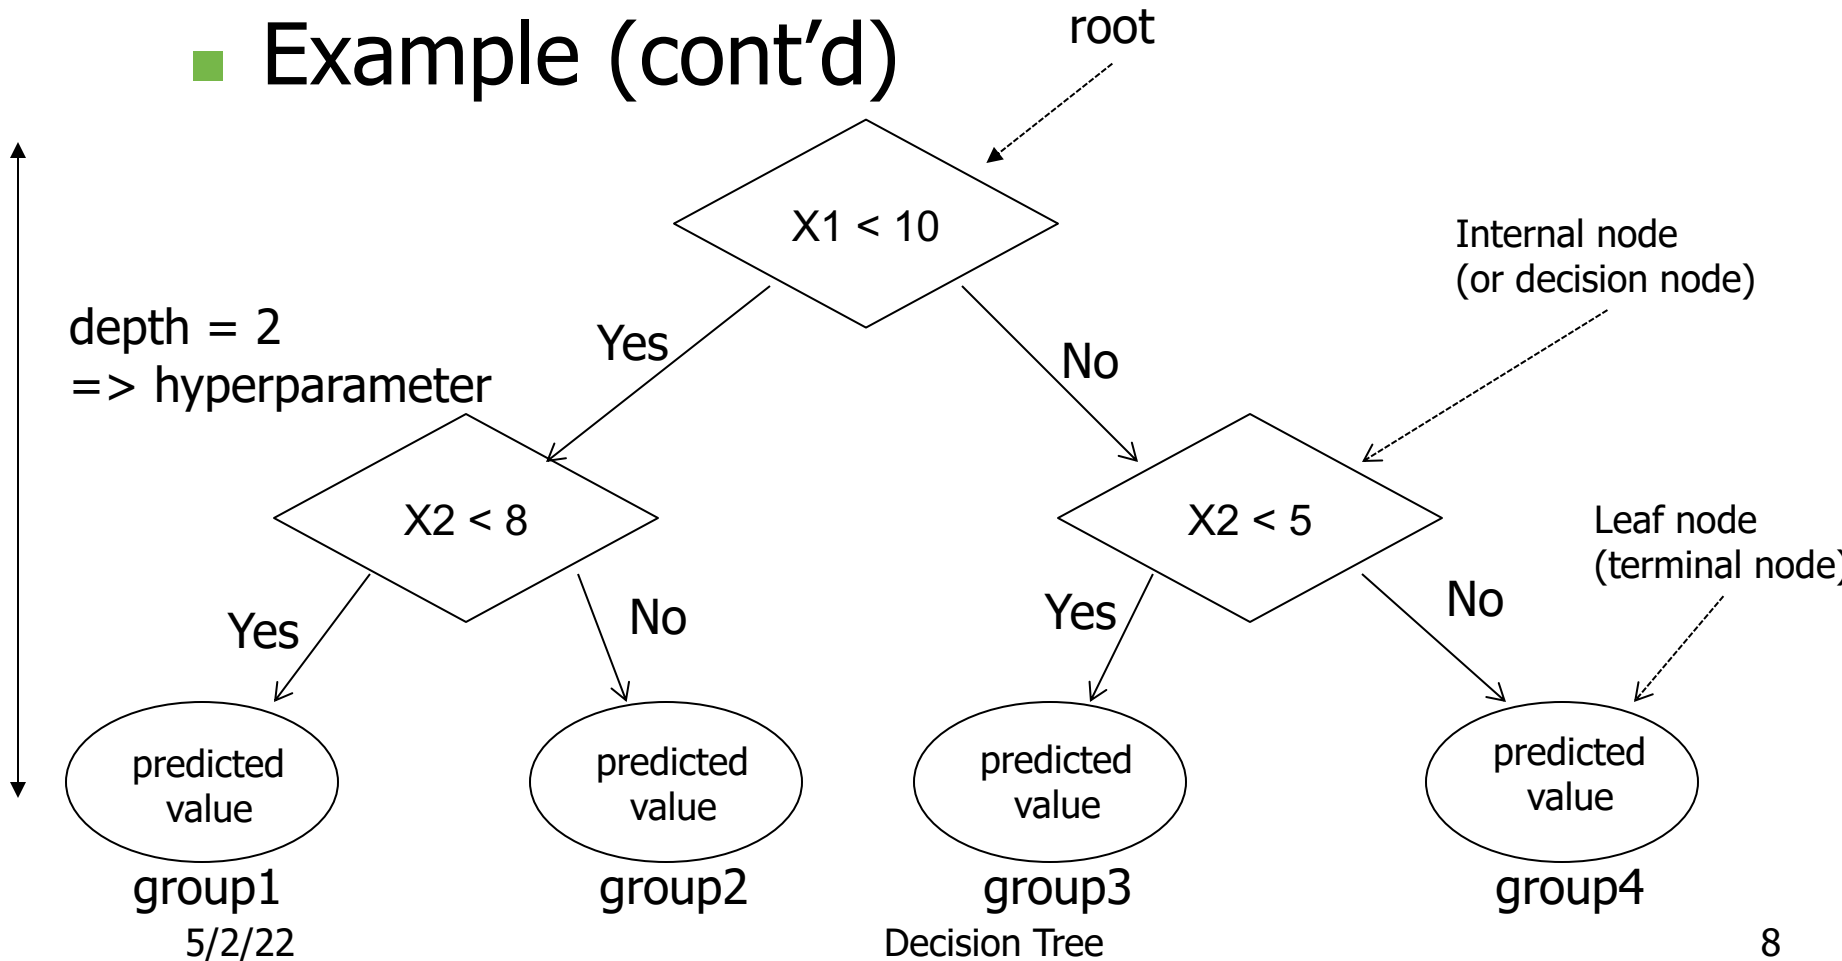 Example (cont’d)
root
X1 < 10
Internal node
(or decision node)
depth = 2
=> hyperparameter
Yes
No
X2 < 8
X2 < 5
Leaf node
(terminal node)
Yes
No
Yes
No
predicted
value
predicted
value
predicted
value
predicted
value
group1
group2
group3
group4
5/2/22
Decision Tree
8